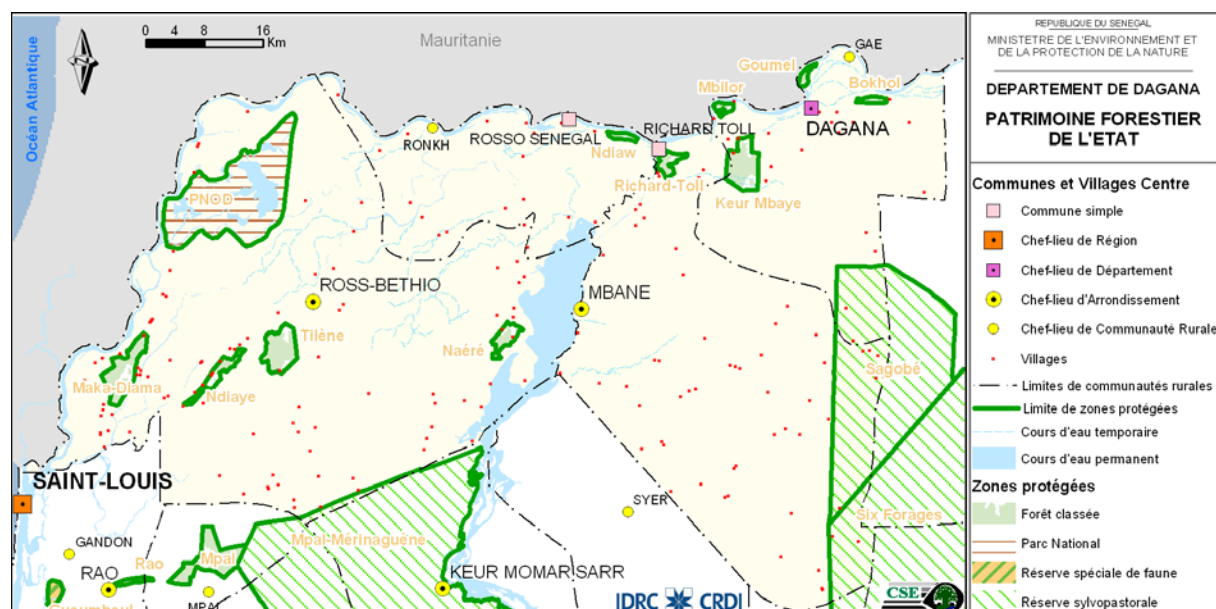 Océan Atlantique
0 4 8 16
Km
Mauritanie
GAE
Goumel
Bokhol
Mbilor
DAGANA
RICHARD TOLL
ROSSO SENEGAL
RONKH
Ndiaw
Richard-Toll
Keur Mbaye
PNOD
ROSS-BETHIO
MBANE
Tilène
Naéré
Sagobé
Maka-Diama
Ndiaye
SAINT-LOUIS
SYER
Six Forages
Mpal-Mérinaguene
GANDON
Rao
Mpal
RAO
KEUR MOMARISARR
MPAL
IDRC CRDI
CSE
REPUBLIQUE DU SENEGAL
MINISTETRE DE L'ENVIRONNEMENT ET
DE LA PROTECTION DE LA NATURE
DEPARTEMENT DE DAGANA
PATRIMOINE FORESTIER
DE L'ETAT
Communes et Villages Centre
Commune simple
Chef-lieu de Région
Chef-lieu de Département
Chef-lieu d'Arrondissement
Chef-lieu de Communauté Rurale
Villages
Limites de communautés rurales
Limite de zones protégées
Cours d'eau temporaire
Cours d'eau permanent
Zones protégées
Forêt classée
Parc National
Réserve spéciale de faune
Réserve sylvopastorale